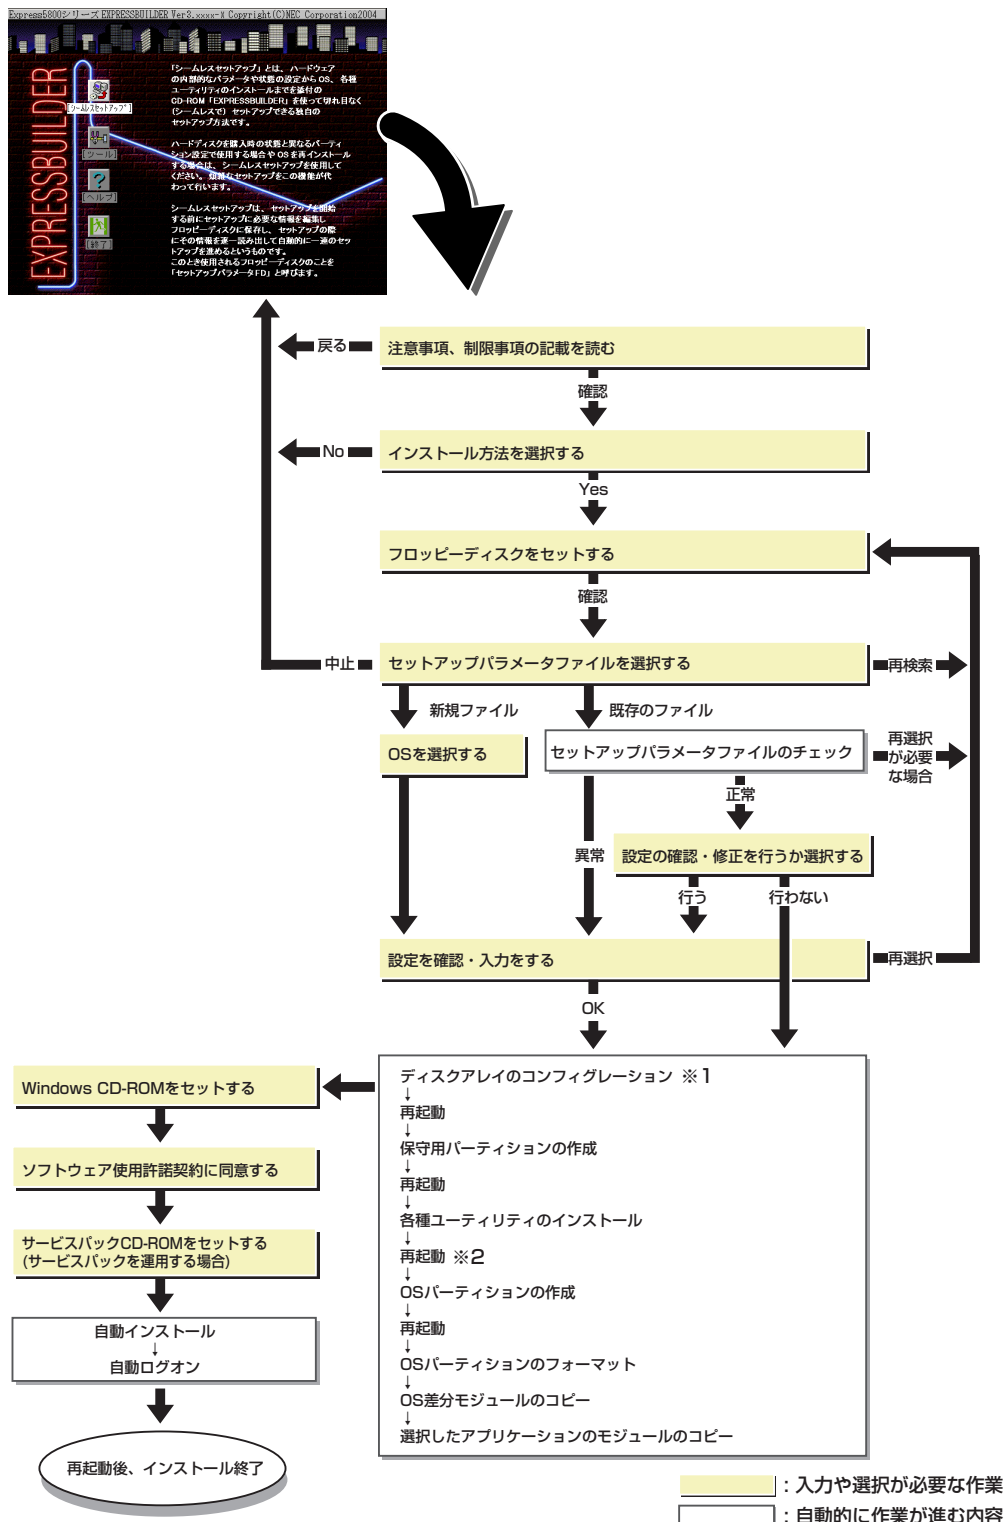 Express5800シリーズ EXPRESSBUILDER Ver3.xxxx-X Copyright(C)NEC Corporation2004
EXPRESSBUILDER
[シームレスセットアップ]
[ツール]
[ヘルプ]
[終了]
「シームレスセットアップ」とは、ハードウェア
の内部的なパラメータや状態の設定から OS、各種
ユーティリティのインストールまでを添付の
CD-ROM「EXPRESSBUILDER」を使って切れ目なく
(シームレスで) セットアップできる独自の
セットアップ方法です。
ハードディスクを購入時の状態と異なるパーティ
ション設定で使用する場合や OS を再インストール
する場合は、シームレスセットアップを使用して
ください。煩雑なセットアップをこの機能が代
わって行います。
シームレスセットアップは、セットアップを開始
する前にセットアップに必要な情報を編集し
フロッピーディスクに保存し、セットアップの際
にその情報を逐一読み出して自動的に一連のセッ
トアップを進めるというものです。
このとき使用されるフロッピーディスクのことを
「セットアップパラメータFD」と呼びます。
戻る
注意事項、制限事項の記載を読む
確認
No
インストール方法を選択する
Yes
フロッピーディスクをセットする
確認
中止
セットアップパラメータファイルを選択する
再検索
新規ファイル
既存のファイル
OSを選択する
セットアップパラメータファイルのチェック
再選択
が必要
な場合
正常
異常
設定の確認・修正を行うか選択する
行う
行わない
設定を確認・入力をする
再選択
OK
ディスクアレイのコンフィグレーション ※1
↓
再起動
↓
保守用パーティションの作成
↓
再起動
↓
各種ユーティリティのインストール
↓
再起動 ※2
↓
OSパーティションの作成
↓
再起動
↓
OSパーティションのフォーマット
↓
OS差分モジュールのコピー
↓
選択したアプリケーションのモジュールのコピー
Windows CD-ROMをセットする
ソフトウェア使用許諾契約に同意する
サービスパックCD-ROMをセットする
(サービスパックを運用する場合)
自動インストール
↓
自動ログオン
再起動後、インストール終了
：入力や選択が必要な作業
：自動的に作業が進む内容